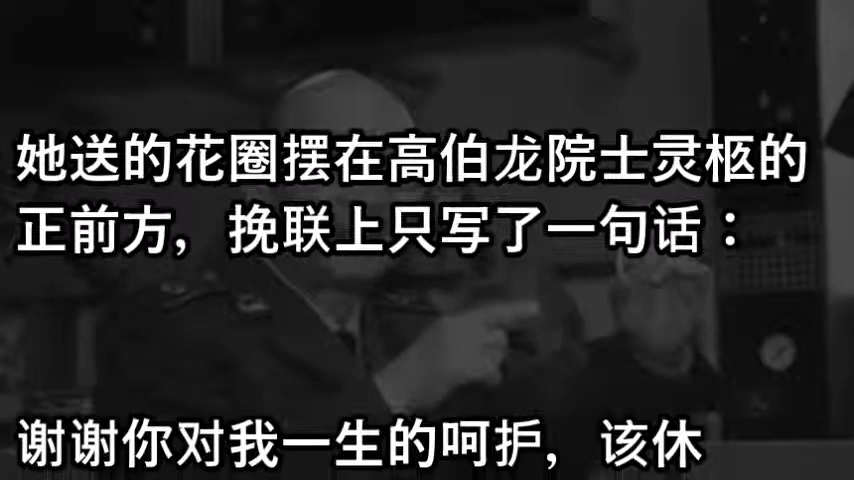 她送的花圈摆在高伯龙院士灵柩的
正前方，挽联上只写了一句话：
谢谢你对我一生的呵护，该休